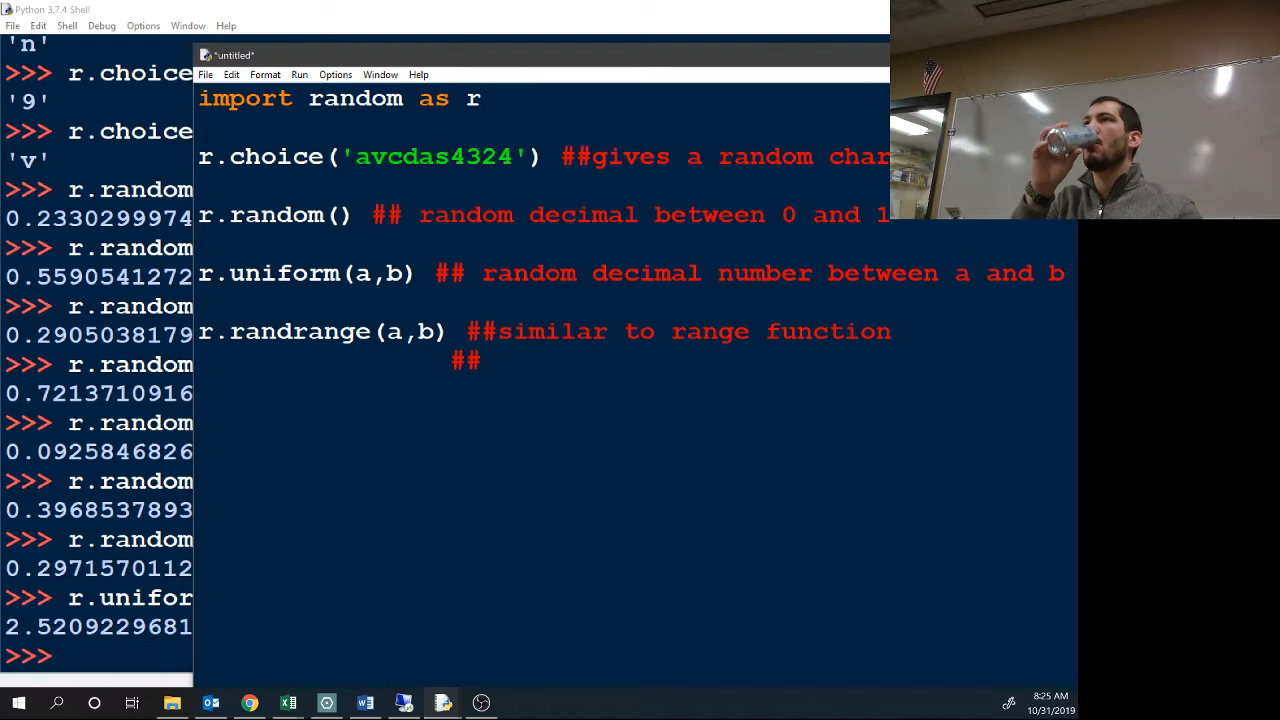 Python 3.7.4 Shell
File Edit Shell Debug Options Window Help
'n'
>>> r.choice
'9'
>>> r.choice
'v'
>>> r.random
0.2330299974
>>> r.random
0.5590541272
>>> r.random
0.2905038179
>>> r.random
0.7213710916
>>> r.random
0.0925846826
>>> r.random
0.3968537893
>>> r.random
0.2971570112
>>> r.unifor
2.5209229681
>>>
*untitled*
File Edit Format Run Options Window Help
import random as r
r.choice('avcdas4324') ##gives a random char
r.random() ## random decimal between 0 and 1
r.uniform(a,b) ## random decimal number between a and b
r.randrange(a,b) ##similar to range function
##
8:25 AM
10/31/2019